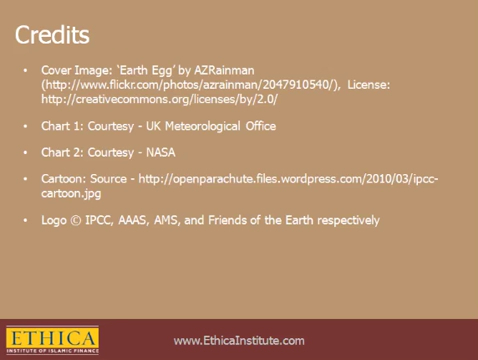 Credits
• Cover Image: ‘Earth Egg’ by AZRainman
(http://www.flickr.com/photos/azrainman/2047910540/), License:
http://creativecommons.org/licenses/by/2.0/
• Chart 1: Courtesy - UK Meteorological Office
• Chart 2: Courtesy - NASA
• Cartoon: Source - http://openparachute.files.wordpress.com/2010/03/ipcc-
cartoon.jpg
• Logo © IPCC, AAAS, AMS, and Friends of the Earth respectively
ETHICA
INSTITUTE OF ISLAMIC FINANCE
www.EthicaInstitute.com